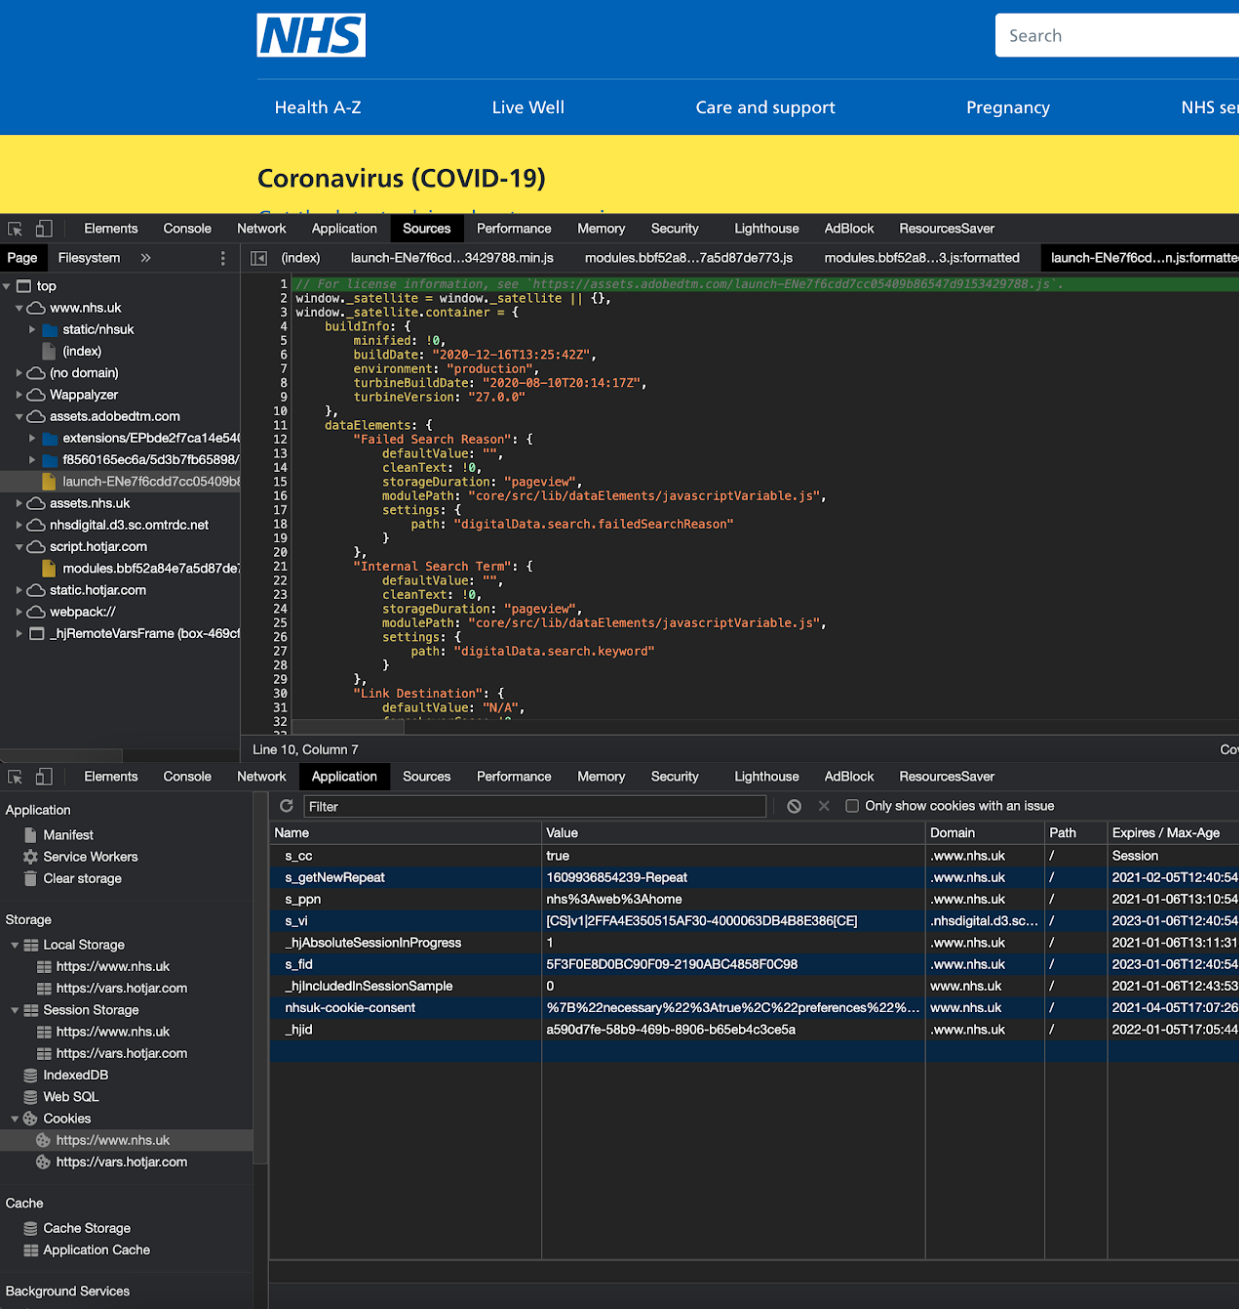 NHS
Search
Health A-Z Live Well Care and support Pregnancy NHS se
Coronavirus (COVID-19)
Elements Console Network Application Sources Performance Memory Security Lighthouse AdBlock ResourcesSaver
Page Filesystem » (index) launch-ENe7f6cd...3429788.min.js modules.bbf52a8...7a5d87de773.js modules.bbf52a8...3.js:formatted launch-ENe7f6cd...n.js:formatte
top
www.nhs.uk
static/nhsuk
(index)
(no domain)
Wappalyzer
assets.adobedtm.com
extensions/EPbde2f7ca14e540
f8560165ec6a/5d3b7fb65898/
launch-ENe7f6cdd7cc05409b8
assets.nhs.uk
nhsdigital.d3.sc.omtrdc.net
script.hotjar.com
modules.bbf52a84e7a5d87de7
static.hotjar.com
webpack://
_hjRemoteVarsFrame (box-469cf
1 // For license information, see `https://assets.adobedtm.com/launch-ENe7f6cdd7cc05409b86547d9153429788.js`.
2 window._satellite = window._satellite || {},
3 window._satellite.container = {
4 buildInfo: {
5 minified: !0,
6 buildDate: "2020-12-16T13:25:42Z",
7 environment: "production",
8 turbineBuildDate: "2020-08-10T20:14:17Z",
9 turbineVersion: "27.0.0"
10 },
11 dataElements: {
12 "Failed Search Reason": {
13 defaultValue: "",
14 cleanText: !0,
15 storageDuration: "pageview",
16 modulePath: "core/src/lib/dataElements/javascriptVariable.js",
17 settings: {
18 path: "digitalData.search.failedSearchReason"
19 }
20 },
21 "Internal Search Term": {
22 defaultValue: "",
23 cleanText: !0,
24 storageDuration: "pageview",
25 modulePath: "core/src/lib/dataElements/javascriptVariable.js",
26 settings: {
27 path: "digitalData.search.keyword"
28 }
29 },
30 "Link Destination": {
31 defaultValue: "N/A",
32
Line 10, Column 7 Cov
Elements Console Network Application Sources Performance Memory Security Lighthouse AdBlock ResourcesSaver
Application
Manifest
Service Workers
Clear storage
Storage
Local Storage
https://www.nhs.uk
https://vars.hotjar.com
Session Storage
https://www.nhs.uk
https://vars.hotjar.com
IndexedDB
Web SQL
Cookies
https://www.nhs.uk
https://vars.hotjar.com
Cache
Cache Storage
Application Cache
Background Services
Filter Only show cookies with an issue
Name Value Domain Path Expires / Max-Age
s_cc true .www.nhs.uk / Session
s_getNewRepeat 1609936854239-Repeat .www.nhs.uk / 2021-02-05T12:40:54
s_ppn nhs%3Aweb%3Ahome .www.nhs.uk / 2021-01-06T13:10:54
s_vi [CS]v1|2FFA4E350515AF30-4000063DB4B8E386[CE] .nhsdigital.d3.sc... / 2023-01-06T12:40:54
_hjAbsoluteSessionInProgress 1 .www.nhs.uk / 2021-01-06T13:11:31
s_fid 5F3F0E8D0BC90F09-2190ABC4858F0C98 .www.nhs.uk / 2023-01-06T12:40:54
_hjIncludedInSessionSample 0 www.nhs.uk / 2021-01-06T12:43:53
nhsuk-cookie-consent %7B%22necessary%22%3Atrue%2C%22preferences%22%... www.nhs.uk / 2021-04-05T17:07:26
_hjid a590d7fe-58b9-469b-8906-b65eb4c3ce5a .www.nhs.uk / 2022-01-05T17:05:44